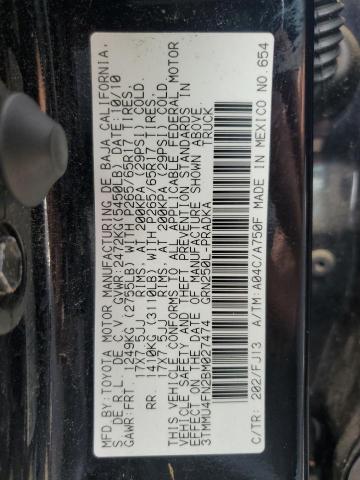 MFD.BY:TOYOTA MOTOR MANUFACTURING DE BAJA CALIFORNIA,
S. DE R.L. DE C.V. GVWR:2472KG(5450LB) DATE: 10/10
GAWR:FRT. 1249KG (2755LB) WITH P265/65R17 TIRES,
17X7.5JJ RIMS, AT 200KPA (29PSI) COLD.
RR. 1410KG (3110LB) WITH P265/65R17 TIRES,
17X7.5JJ RIMS, AT 200KPA (29PSI) COLD.
THIS VEHICLE CONFORMS TO ALL APPLICABLE FEDERAL MOTOR
VEHICLE SAFETY AND THEFT PREVENTION STANDARDS IN
EFFECT ON THE DATE OF MANUFACTURE SHOWN ABOVE.
3TMMU4FN2BM027474 GRN250L-PRADKA TRUCK
C/TR: 202/FJ13 A/TM: A04C/A750F MADE IN MEXICO NO.654